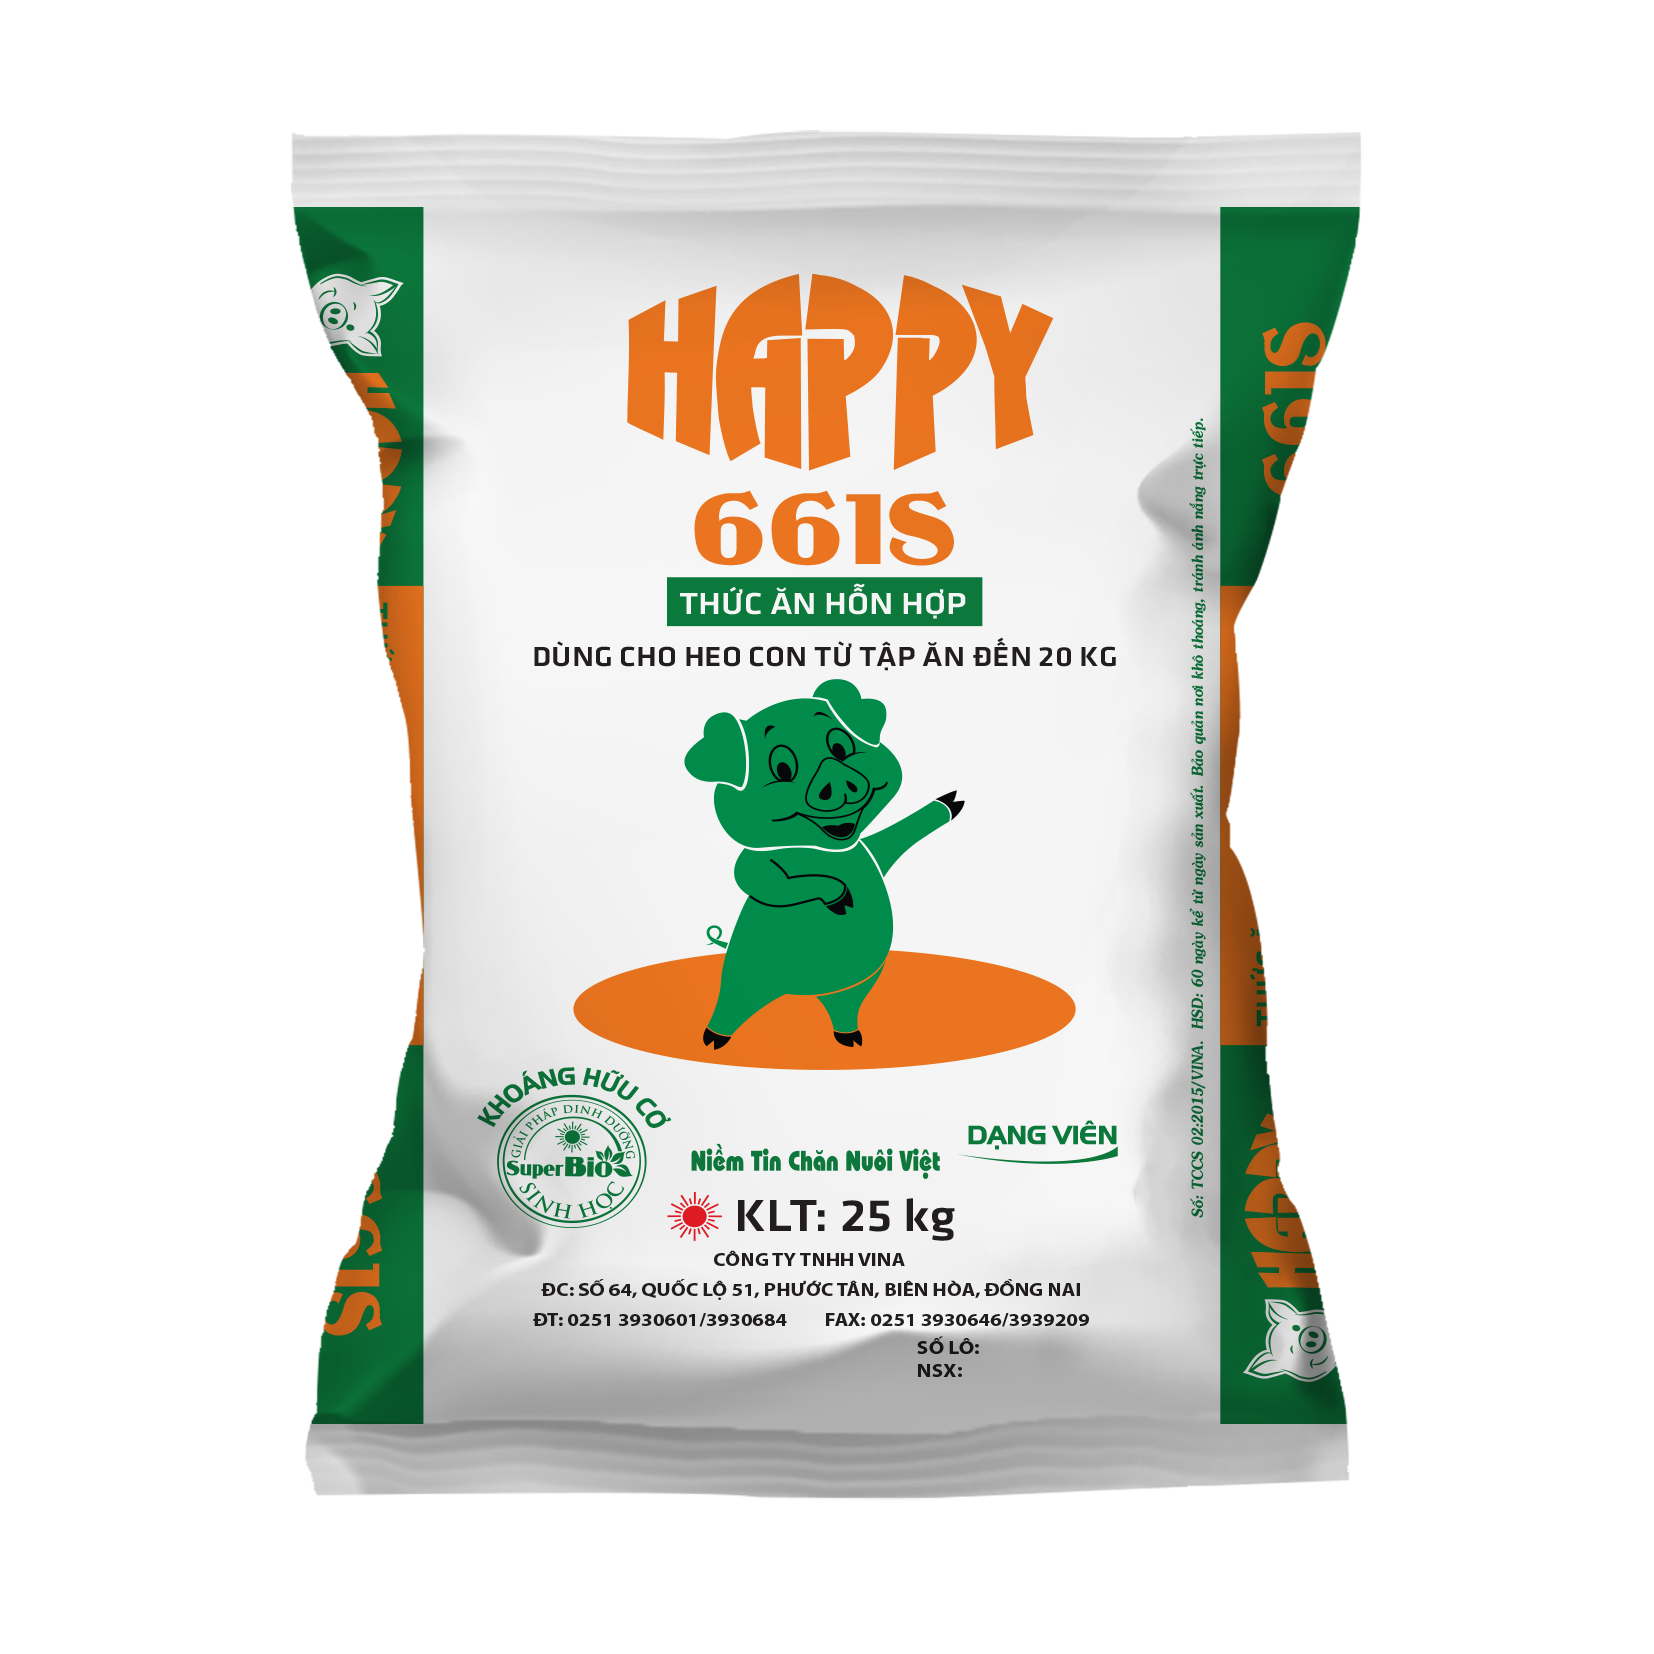 HAPPY
661S
THỨC ĂN HỖN HỢP
DÙNG CHO HEO CON TỪ TẬP ĂN ĐẾN 20 KG
KHOÁNG HỮU CƠ
GIẢI PHÁP DINH DƯỠNG
SuperBio
SINH HỌC
DẠNG VIÊN
Niềm Tin Chăn Nuôi Việt
KLT: 25 kg
CÔNG TY TNHH VINA
ĐC: SỐ 64, QUỐC LỘ 51, PHƯỚC TÂN, BIÊN HÒA, ĐỒNG NAI
ĐT: 0251 3930601/3930684 FAX: 0251 3930646/3939209
SỐ LÔ:
NSX:
Số: TCCS 02:2015/VINA. HSD: 60 ngày kể từ ngày sản xuất. Bảo quản nơi khô thoáng, tránh ánh nắng trực tiếp.
661S
HAPPY